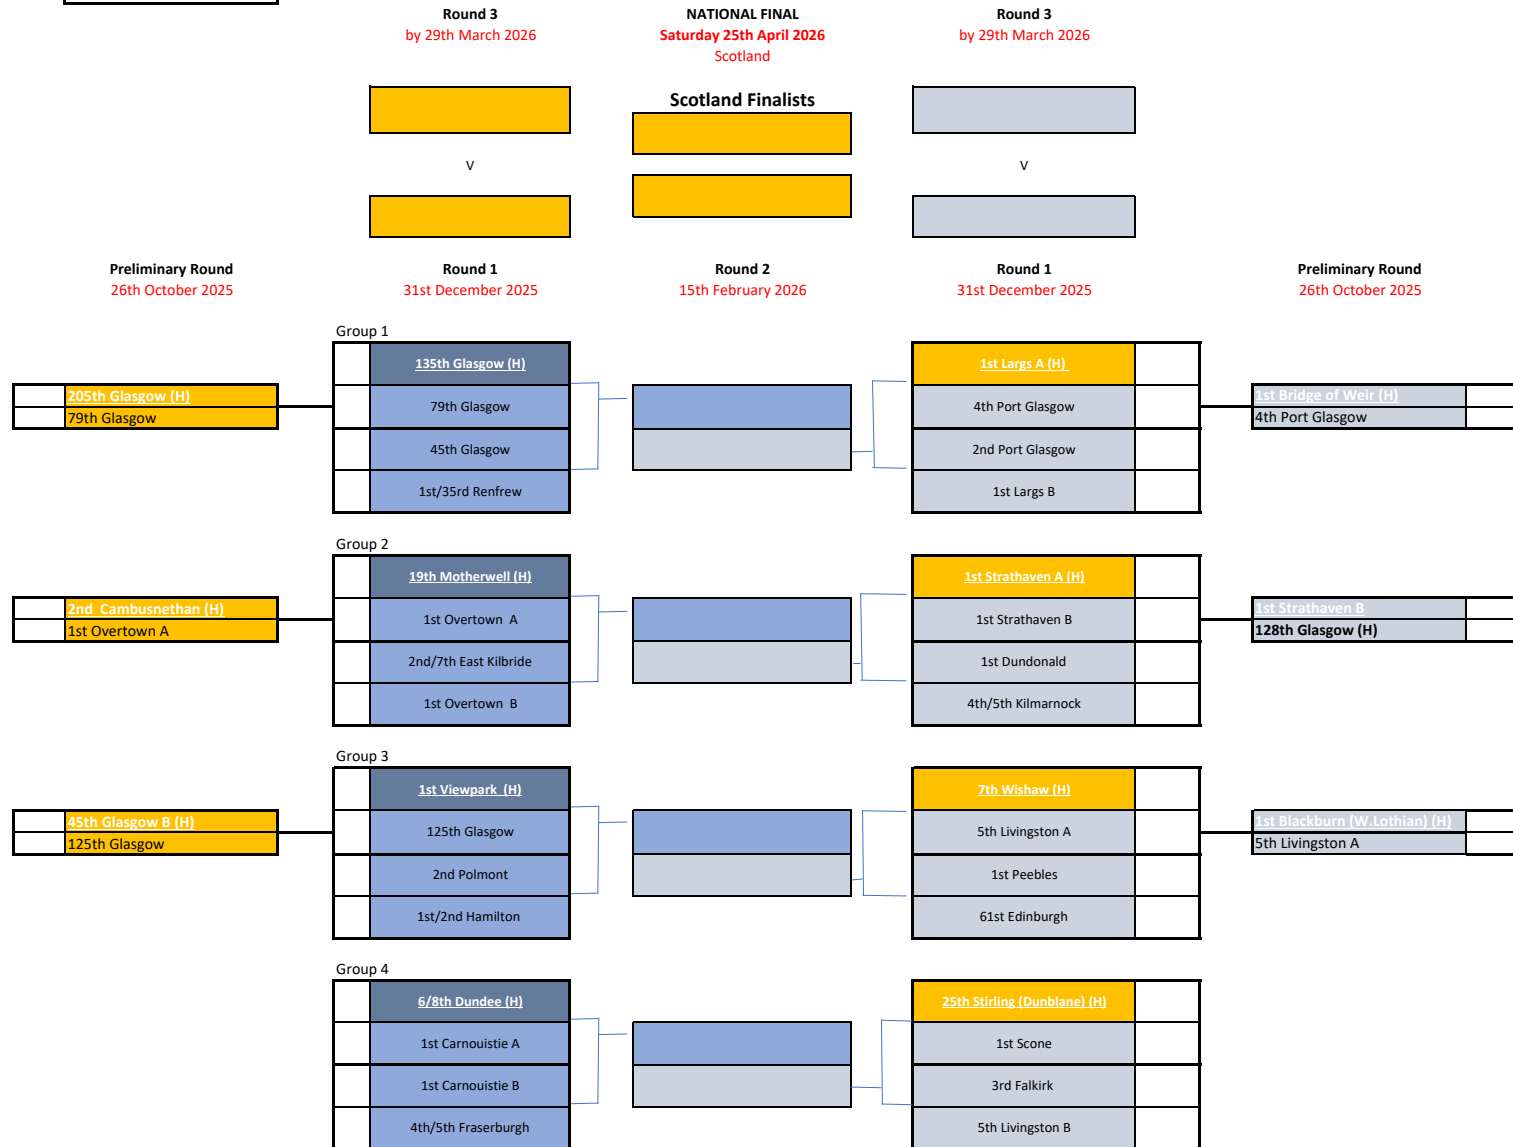 Round 3
NATIONAL FINAL
Round 3
by 29th March 2026
Saturday 25th April 2026
by 29th March 2026
Scotland
Scotland Finalists
V
V
Preliminary Round
Round 1
Round 2
Round 1
Preliminary Round
26th October 2025
31st December 2025
15th February 2026
31st December 2025
26th October 2025
Group 1
135th Glasgow (H)
1st Largs A (H)
205th Glasgow (H)
79th Glasgow
79th Glasgow
4th Port Glasgow
1st Bridge of Weir (H)
4th Port Glasgow
45th Glasgow
2nd Port Glasgow
1st/35rd Renfrew
1st Largs B
Group 2
19th Motherwell (H)
1st Strathaven A (H)
2nd  Cambusnethan (H)
1st Overtown A
1st Overtown  A
1st Strathaven B
1st Strathaven B
128th Glasgow (H)
2nd/7th East Kilbride
1st Dundonald
1st Overtown  B
4th/5th Kilmarnock
Group 3
1st Viewpark  (H)
7th Wishaw (H)
45th Glasgow B (H)
125th Glasgow
125th Glasgow
5th Livingston A
1st Blackburn (W.Lothian) (H)
5th Livingston A
2nd Polmont
1st Peebles
1st/2nd Hamilton
61st Edinburgh
Group 4
6/8th Dundee (H)
25th Stirling (Dunblane) (H)
1st Carnouistie A
1st Scone
1st Carnouistie B
3rd Falkirk
4th/5th Fraserburgh
5th Livingston B